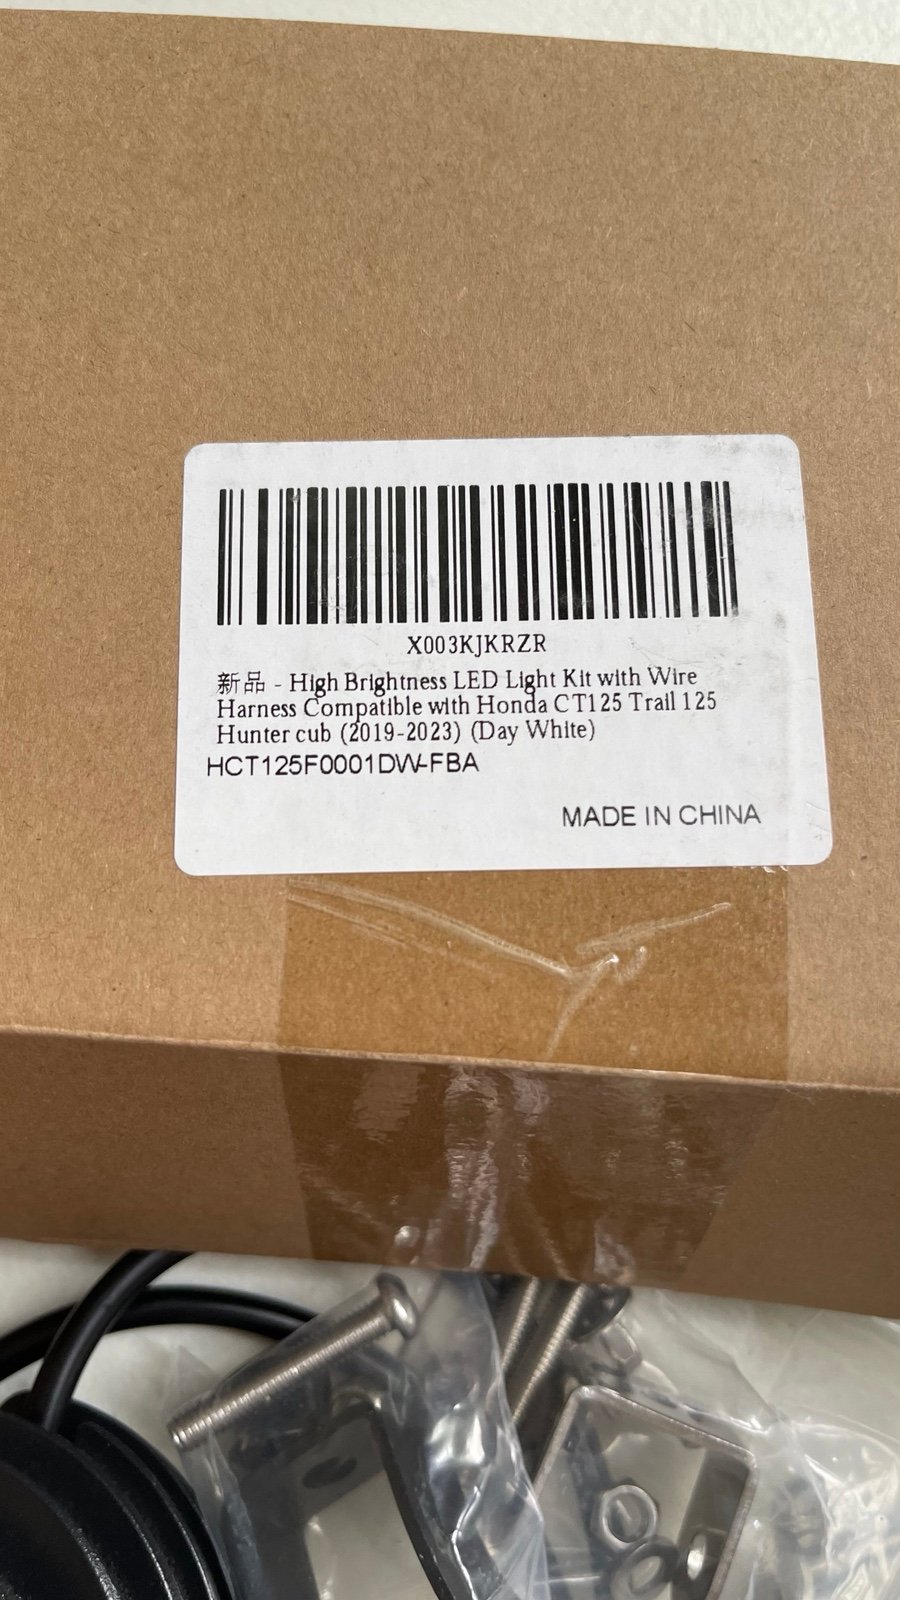 X003KJKRZR
新品 - High Brightness LED Light Kit with Wire
Harness Compatible with Honda CT125 Trail 125
Hunter cub (2019-2023) (Day White)
HCT125F0001DW-FBA
MADE IN CHINA